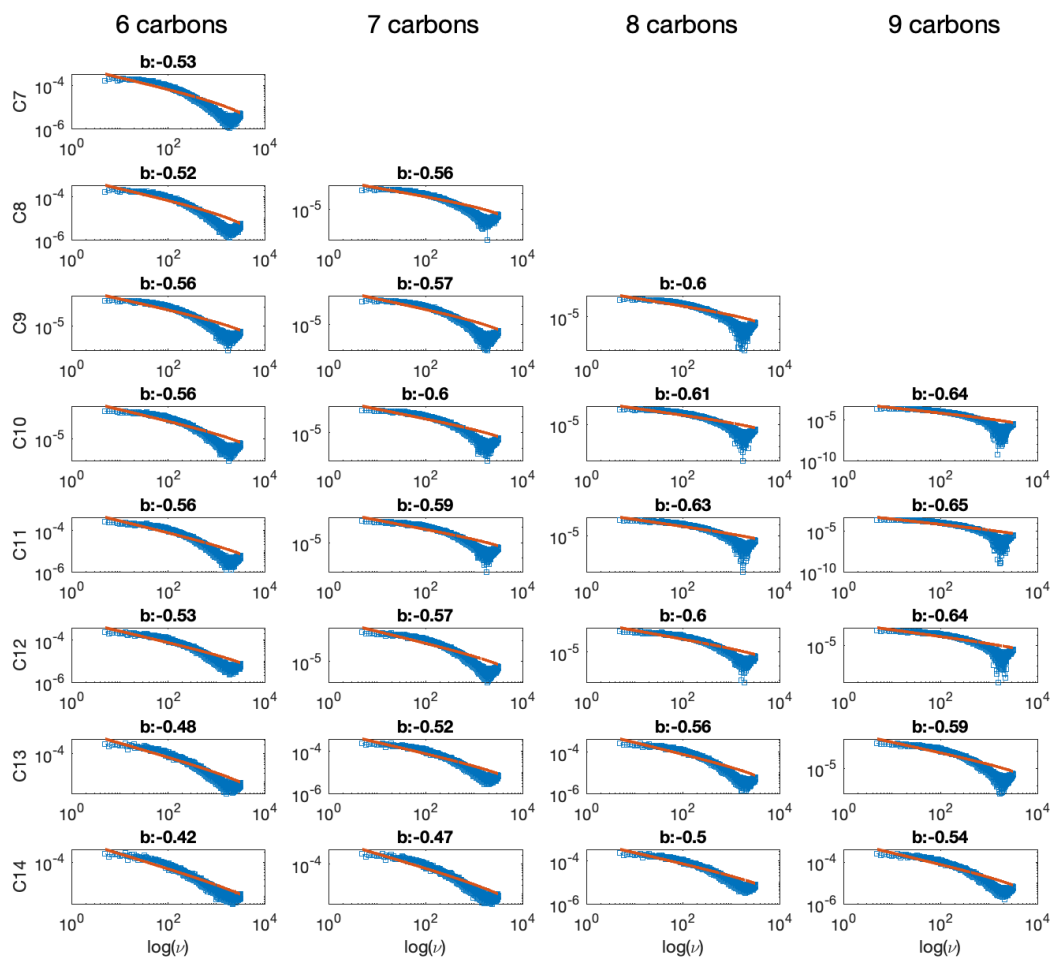 6 carbons 7 carbons 8 carbons 9 carbons
b:-0.53
C7
10^-4
10^-6
10^0 10^2 10^4
b:-0.52 b:-0.56
C8
10^-4 10^-5
10^-6
10^0 10^2 10^4 10^0 10^2 10^4
b:-0.56 b:-0.57 b:-0.6
C9
10^-5 10^-5 10^-5
10^0 10^2 10^4 10^0 10^2 10^4 10^0 10^2 10^4
b:-0.56 b:-0.6 b:-0.61 b:-0.64
C10
10^-5 10^-5 10^-5 10^-5
10^-10
10^0 10^2 10^4 10^0 10^2 10^4 10^0 10^2 10^4 10^0 10^2 10^4
b:-0.56 b:-0.59 b:-0.63 b:-0.65
C11
10^-4 10^-5 10^-5 10^-5
10^-6 10^-10
10^0 10^2 10^4 10^0 10^2 10^4 10^0 10^2 10^4 10^0 10^2 10^4
b:-0.53 b:-0.57 b:-0.6 b:-0.64
C12
10^-4 10^-5 10^-5 10^-5
10^-6
10^0 10^2 10^4 10^0 10^2 10^4 10^0 10^2 10^4 10^0 10^2 10^4
b:-0.48 b:-0.52 b:-0.56 b:-0.59
C13
10^-4 10^-4 10^-4 10^-5
10^-6 10^-6
10^0 10^2 10^4 10^0 10^2 10^4 10^0 10^2 10^4 10^0 10^2 10^4
b:-0.42 b:-0.47 b:-0.5 b:-0.54
C14
10^-4 10^-4 10^-4 10^-4
10^-6 10^-6
10^0 10^2 10^4 10^0 10^2 10^4 10^0 10^2 10^4 10^0 10^2 10^4
log(ν) log(ν) log(ν) log(ν)